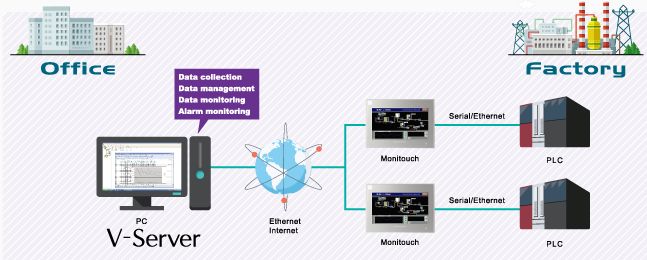 Office
Factory
Data collection
Data management
Data monitoring
Alarm monitoring
Serial/Ethernet
Monitouch
PLC
PC
V-Server
Ethernet
Internet
Serial/Ethernet
Monitouch
PLC